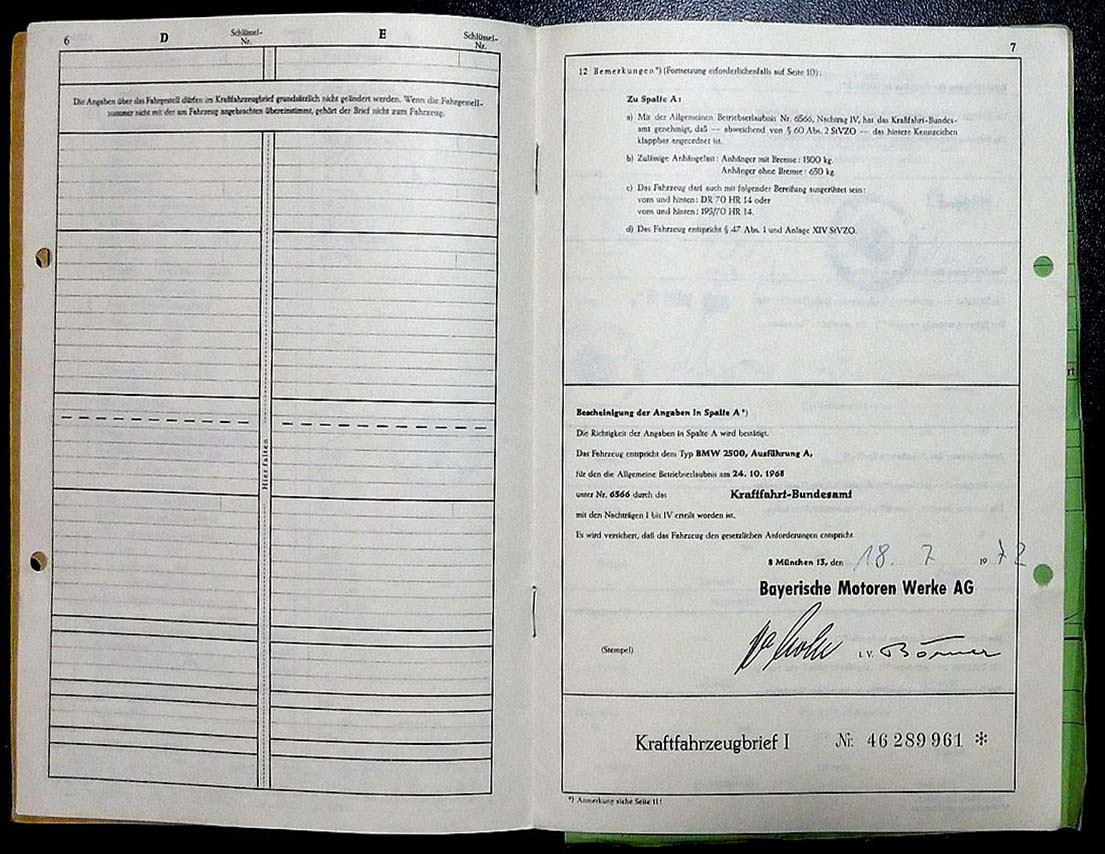 6
D
Schlüssel-
Nr.
E
Schlüssel-
Nr.
Die Angaben über das Fahrgestell dürfen im Kraftfahrzeugbrief grundsätzlich nicht geändert werden. Wenn die Fahrgestell-
nummer nicht mit der am Fahrzeug angebrachten übereinstimmt, gehört der Brief nicht zum Fahrzeug.
Hier falten
7
12 Bemerkungen*) (Fortsetzung erforderlichenfalls auf Seite 10):
Zu Spalte A:
a) Mit der Allgemeinen Betriebserlaubnis Nr. 6566, Nachtrag IV, hat das Kraftfahrt-Bundes-
amt genehmigt, daß — abweichend von § 60 Abs. 2 StVZO — das hintere Kennzeichen
klappbar angeordnet ist.
b) Zulässige Anhängelast: Anhänger mit Bremse: 1500 kg.
Anhänger ohne Bremse: 650 kg.
c) Das Fahrzeug darf auch mit folgender Bereifung ausgerüstet sein:
vorn und hinten: DR 70 HR 14 oder
vorn und hinten: 195/70 HR 14.
d) Das Fahrzeug entspricht § 47 Abs. 1 und Anlage XIV StVZO.
Bescheinigung der Angaben in Spalte A*)
Die Richtigkeit der Angaben in Spalte A wird bestätigt.
Das Fahrzeug entspricht dem Typ BMW 2500, Ausführung A,
für den die Allgemeine Betriebserlaubnis am 24. 10. 1968
unter Nr. 6566 durch das Kraftfahrt-Bundesamt
mit den Nachträgen I bis IV erteilt worden ist.
Es wird versichert, daß das Fahrzeug den gesetzlichen Anforderungen entspricht.
8 München 13, den 18. 7 1972
Bayerische Motoren Werke AG
(Stempel) i.V.
Kraftfahrzeugbrief I Nr. 46289961 *
*) Anmerkung siehe Seite 11!